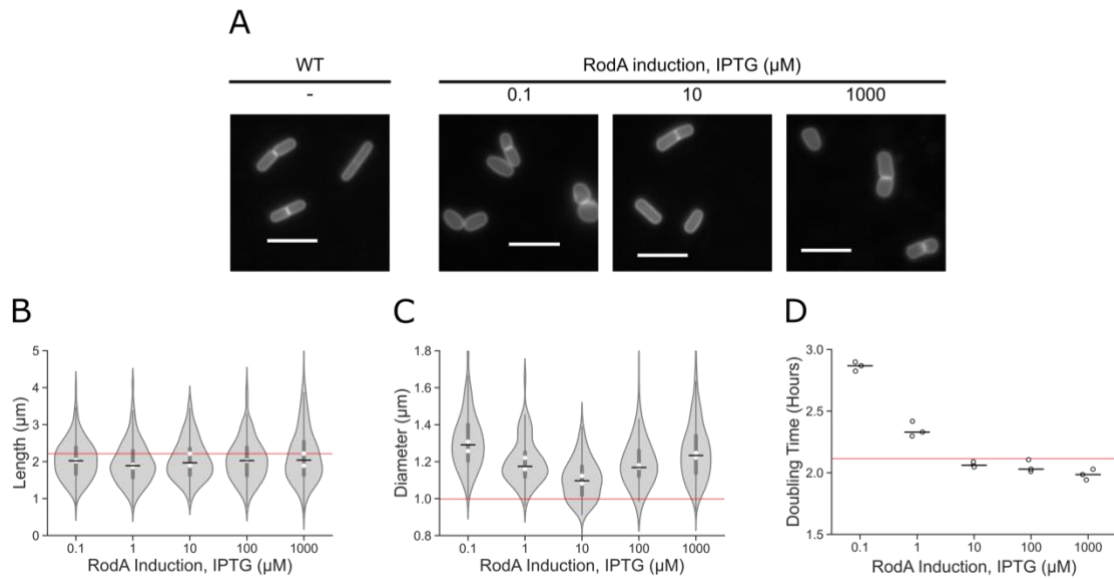 A
WT
RodA induction, IPTG (µM)
-
0.1
10
1000
B
C
D
Length (µm)
5
4
3
2
1
0
0.1 1 10 100 1000
RodA Induction, IPTG (µM)
Diameter (µm)
1.8
1.6
1.4
1.2
1.0
0.8
0.1 1 10 100 1000
RodA Induction, IPTG (µM)
Doubling Time (Hours)
3.0
2.5
2.0
1.5
0.1 1 10 100 1000
RodA Induction, IPTG (µM)